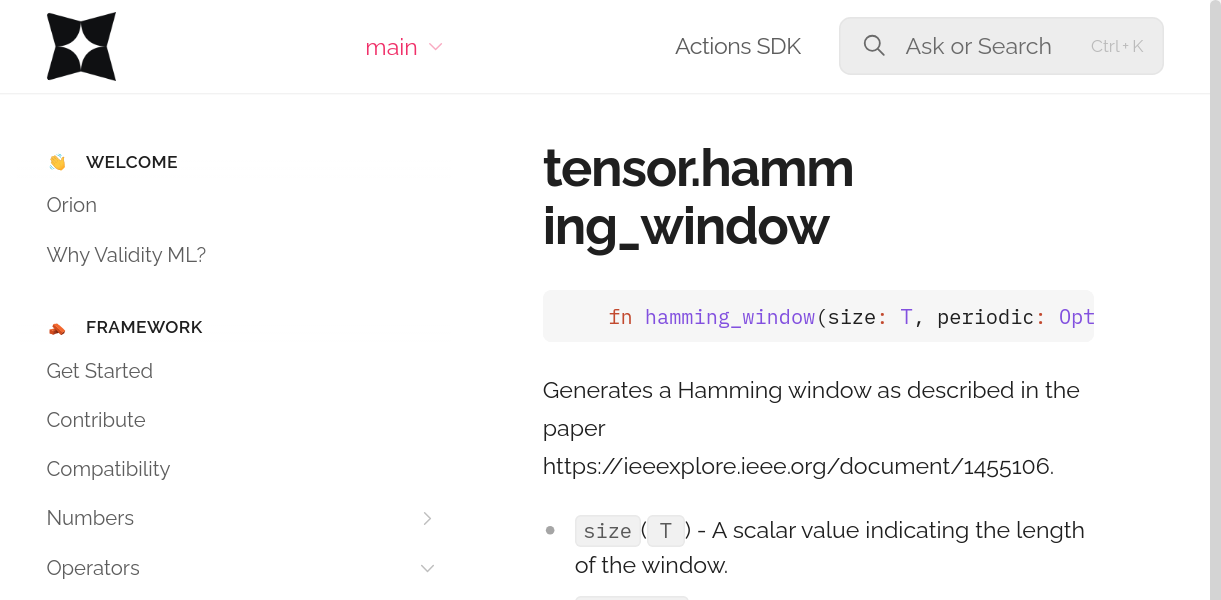 main
Actions SDK
Ask or Search
Ctrl + K
WELCOME
Orion
Why Validity ML?
FRAMEWORK
Get Started
Contribute
Compatibility
Numbers
Operators
tensor.hamm
ing_window
fn hamming_window(size: T, periodic: Opt
Generates a Hamming window as described in the
paper
https://ieeexplore.ieee.org/document/1455106.
size(T) - A scalar value indicating the length
of the window.